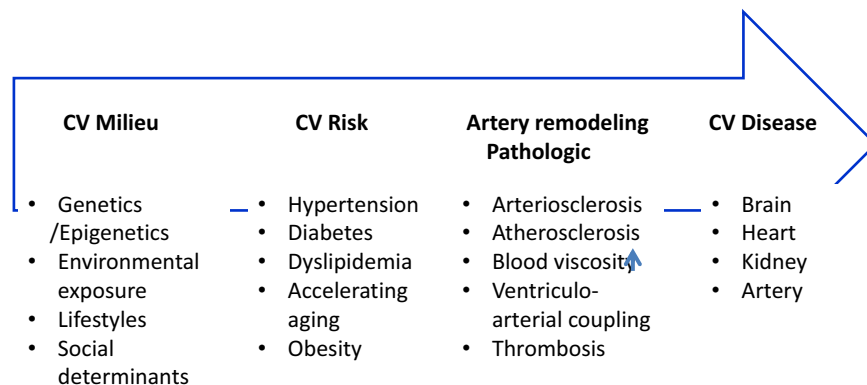 CV Milieu
• Genetics
/Epigenetics
• Environmental
exposure
• Lifestyles
• Social
determinants
CV Risk
• Hypertension
• Diabetes
• Dyslipidemia
• Accelerating
aging
• Obesity
Artery remodeling
Pathologic
• Arteriosclerosis
• Atherosclerosis
• Blood viscosity
• Ventriculo-
arterial coupling
• Thrombosis
CV Disease
• Brain
• Heart
• Kidney
• Artery